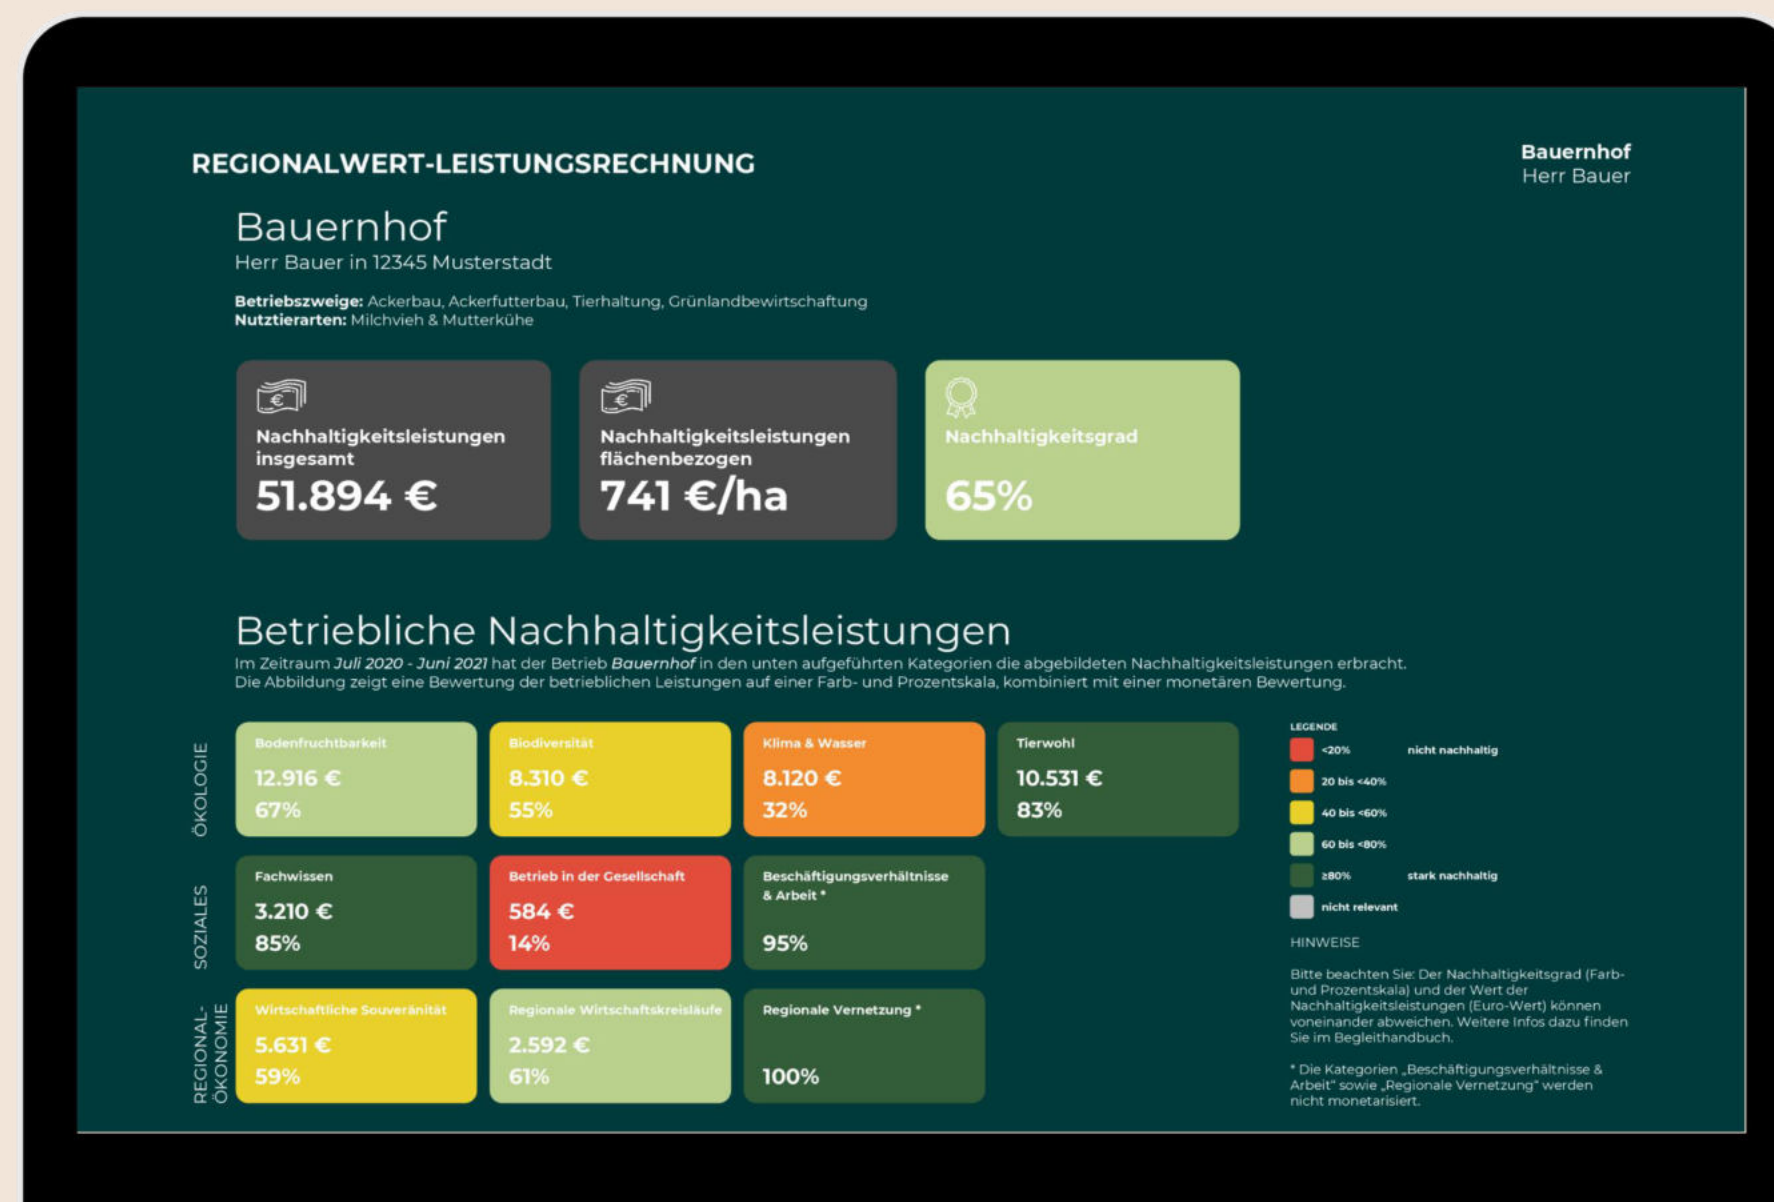 REGIONALWERT-LEISTUNGSRECHNUNG
Bauernhof
Herr Bauer
Bauernhof
Herr Bauer in 12345 Musterstadt
Betriebszweige: Ackerbau, Ackerfutterbau, Tierhaltung, Grünlandbewirtschaftung
Nutztierarten: Milchvieh & Mutterkühe
Nachhaltigkeitsleistungen
insgesamt
51.894 €
Nachhaltigkeitsleistungen
flächenbezogen
741 €/ha
Nachhaltigkeitsgrad
65%
Betriebliche Nachhaltigkeitsleistungen
Im Zeitraum Juli 2020 - Juni 2021 hat der Betrieb Bauernhof in den unten aufgeführten Kategorien die abgebildeten Nachhaltigkeitsleistungen erbracht.
Die Abbildung zeigt eine Bewertung der betrieblichen Leistungen auf einer Farb- und Prozentskala, kombiniert mit einer monetären Bewertung.
ÖKOLOGIE
Bodenfruchtbarkeit
12.916 €
67%
Biodiversität
8.310 €
55%
Klima & Wasser
8.120 €
32%
Tierwohl
10.531 €
83%
SOZIALES
Fachwissen
3.210 €
85%
Betrieb in der Gesellschaft
584 €
14%
Beschäftigungsverhältnisse
& Arbeit *
95%
REGIONAL-
ÖKONOMIE
Wirtschaftliche Souveränität
5.631 €
59%
Regionale Wirtschaftskreisläufe
2.592 €
61%
Regionale Vernetzung *
100%
LEGENDE
<20% nicht nachhaltig
20 bis <40%
40 bis <60%
60 bis <80%
≥80% stark nachhaltig
nicht relevant
HINWEISE
Bitte beachten Sie: Der Nachhaltigkeitsgrad (Farb-
und Prozentskala) und der Wert der
Nachhaltigkeitsleistungen (Euro-Wert) können
voneinander abweichen. Weitere Infos dazu finden
Sie im Begleithandbuch.
* Die Kategorien „Beschäftigungsverhältnisse &
Arbeit" sowie „Regionale Vernetzung" werden
nicht monetarisiert.